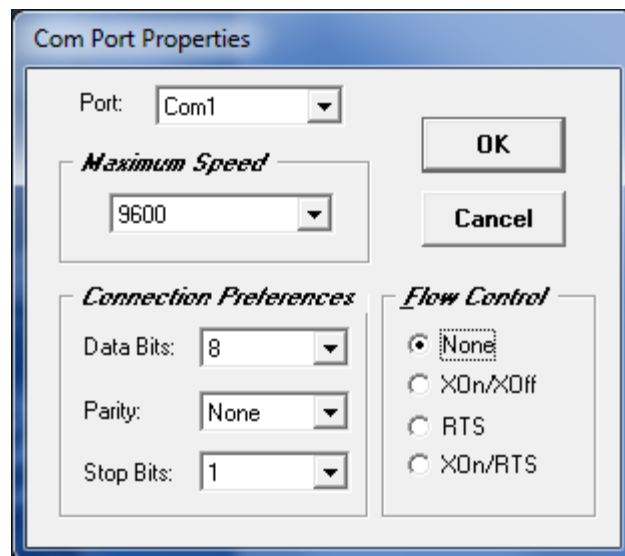 Com Port Properties
Port: Com1
OK
Maximum Speed
9600
Cancel
Connection Preferences
Data Bits: 8
Parity: None
Stop Bits: 1
Flow Control
None
XOn/XOff
RTS
XOn/RTS